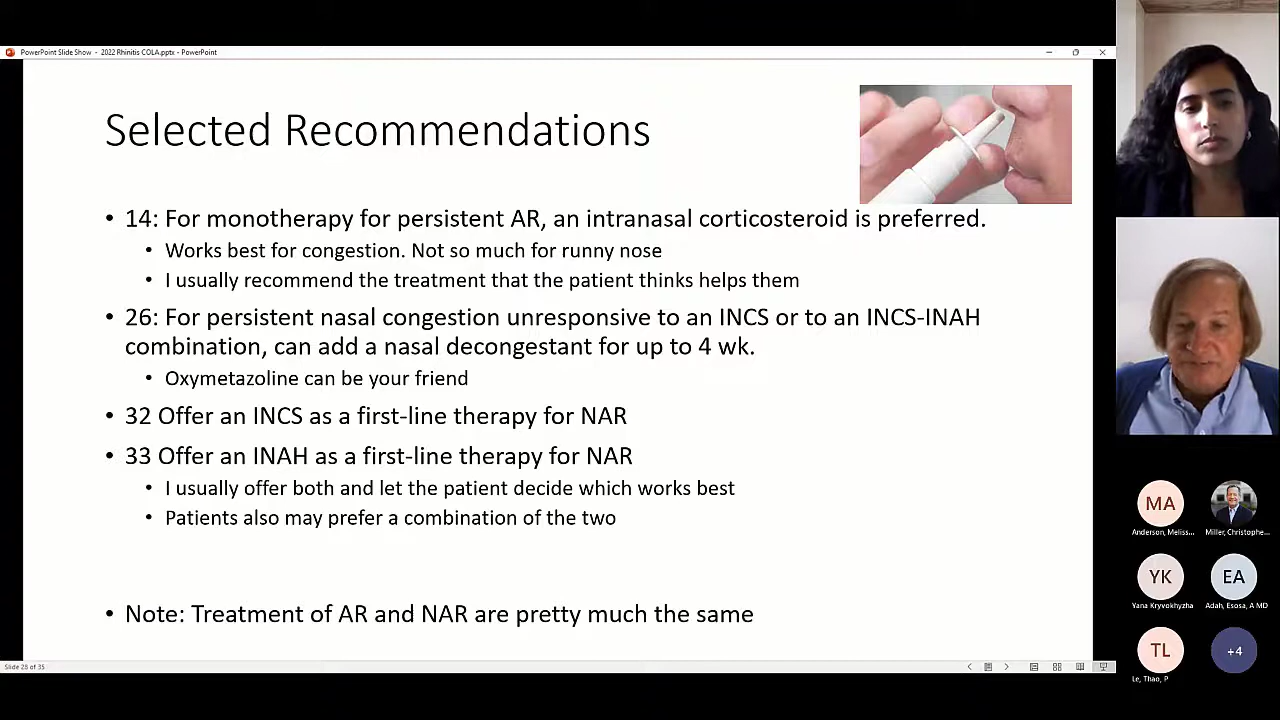 PowerPoint Slide Show - 2022 Rhinitis COLA.pptx - PowerPoint
Selected Recommendations
• 14: For monotherapy for persistent AR, an intranasal corticosteroid is preferred.
• Works best for congestion. Not so much for runny nose
• I usually recommend the treatment that the patient thinks helps them
• 26: For persistent nasal congestion unresponsive to an INCS or to an INCS-INAH
combination, can add a nasal decongestant for up to 4 wk.
• Oxymetazoline can be your friend
• 32 Offer an INCS as a first-line therapy for NAR
• 33 Offer an INAH as a first-line therapy for NAR
• I usually offer both and let the patient decide which works best
• Patients also may prefer a combination of the two
• Note: Treatment of AR and NAR are pretty much the same
Slide 28 of 35
MA
Anderson, Meliss...
Miller, Christophe...
YK
Yana Kryvokhyzha
EA
Adah, Esosa, A MD
TL
Le, Thao, P
+4